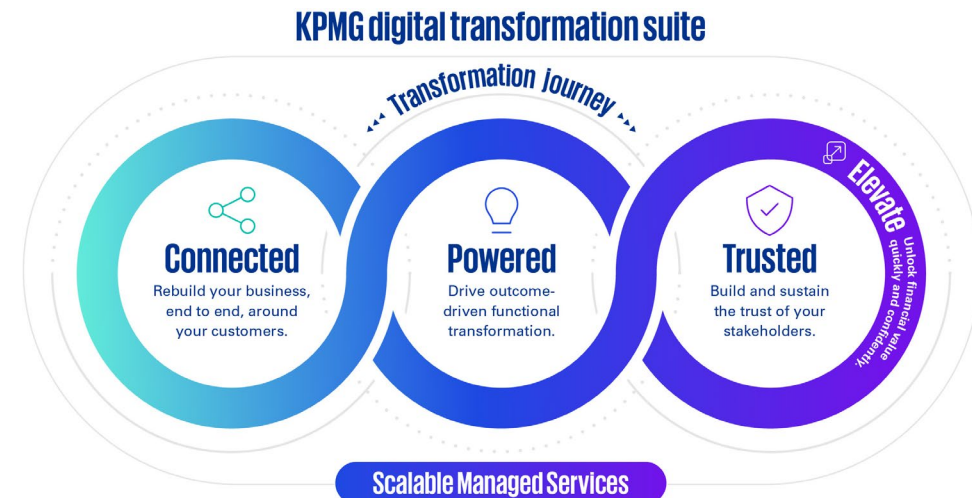 KPMG digital transformation suite
Transformation journey
Connected
Rebuild your business,
end to end, around
your customers.
Powered
Drive outcome-
driven functional
transformation.
Trusted
Build and sustain
the trust of your
stakeholders.
Elevate
Unlock financial value
quickly and confidently.
Scalable Managed Services